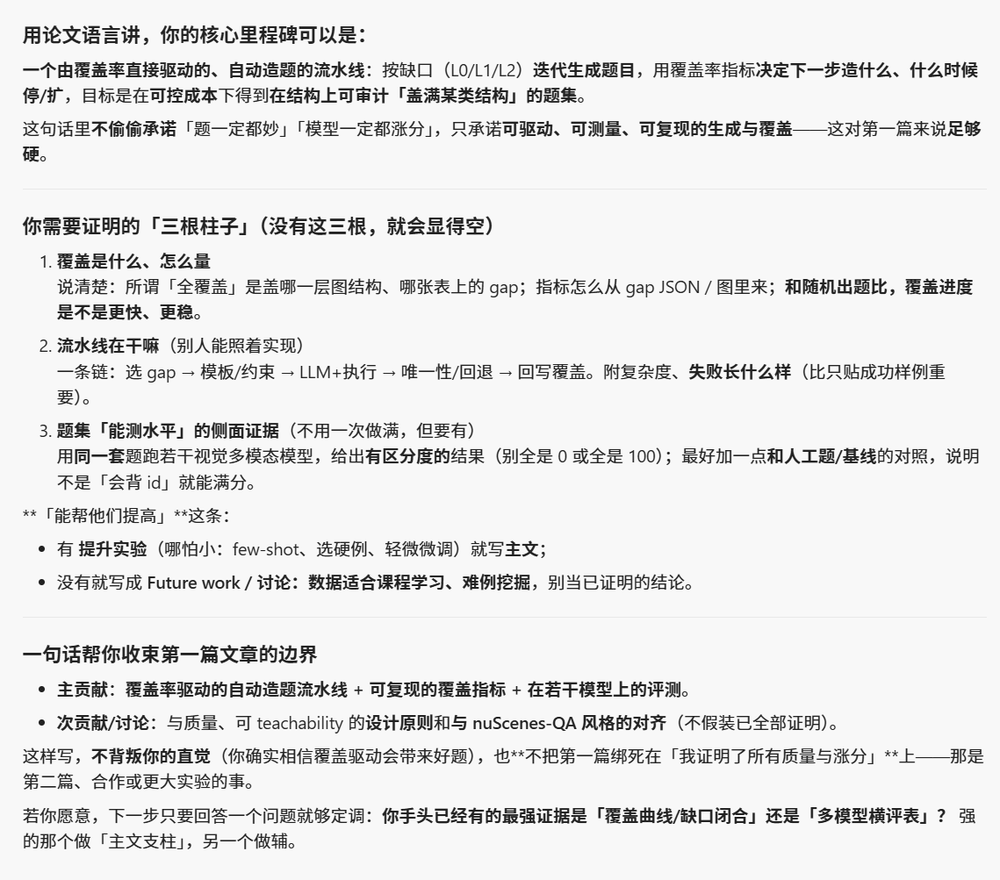 用论文语言讲，你的核心里程碑可以是：
一个由覆盖率直接驱动的、自动造题的流水线：按缺口（L0/L1/L2）迭代生成题目，用覆盖率指标决定下一步造什么、什么时候
停/扩，目标是在可控成本下得到在结构上可审计「盖满某类结构」的题集。
这句话里不偷偷承诺「题一定都妙」「模型一定都涨分」，只承诺可驱动、可测量、可复现的生成与覆盖——这对第一篇来说足够
硬。
你需要证明的「三根柱子」（没有这三根，就会显得空）
1. 覆盖是什么、怎么量
说清楚：所谓「全覆盖」是盖哪一层图结构、哪张表上的 gap；指标怎么从 gap JSON / 图里来；和随机出题比，覆盖进度
是不是更快、更稳。
2. 流水线在干嘛（别人能照着实现）
一条链：选 gap → 模板/约束 → LLM+执行 → 唯一性/回退 → 回写覆盖。附复杂度、失败长什么样（比只贴成功样例重
要）。
3. 题集「能测水平」的侧面证据（不用一次做满，但要有）
用同一套题跑若干视觉多模态模型，给出有区分度的结果（别全是 0 或全是 100）；最好加一点和人工题/基线的对照，说明
不是「会背 id」就能满分。
**「能帮他们提高」**这条：
• 有 提升实验（哪怕小：few-shot、选硬例、轻微微调）就写主文；
• 没有就写成 Future work / 讨论：数据适合课程学习、难例挖掘，别当已证明的结论。
一句话帮你收束第一篇文章的边界
• 主贡献：覆盖率驱动的自动造题流水线 + 可复现的覆盖指标 + 在若干模型上的评测。
• 次贡献/讨论：与质量、可 teachability 的设计原则和与 nuScenes-QA 风格的对齐（不假装已全部证明）。
这样写，不背叛你的直觉（你确实相信覆盖驱动会带来好题），也**不把第一篇绑死在「我证明了所有质量与涨分」**上——那是
第二篇、合作或更大实验的事。
若你愿意，下一步只要回答一个问题就够定调：你手头已经有的最强证据是「覆盖曲线/缺口闭合」还是「多模型横评表」？ 强
的那个做「主文支柱」，另一个做辅。